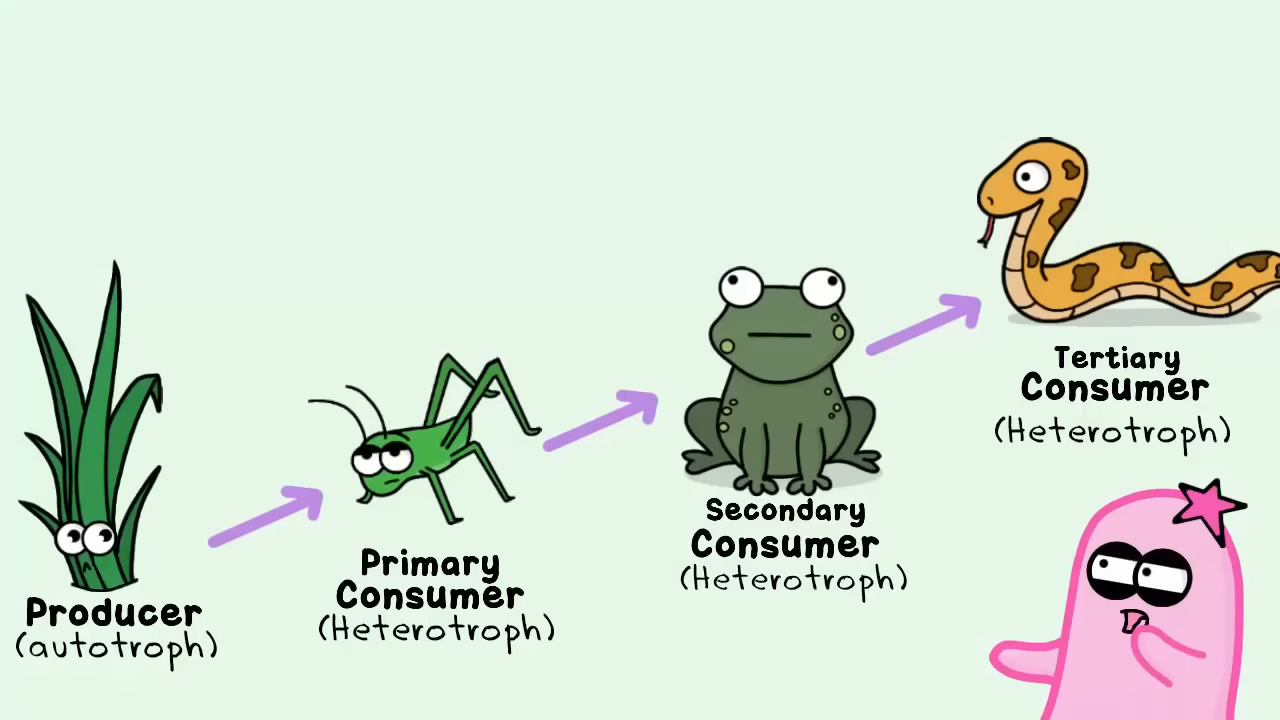 Producer
(autotroph)
Primary
Consumer
(Heterotroph)
Secondary
Consumer
(Heterotroph)
Tertiary
Consumer
(Heterotroph)